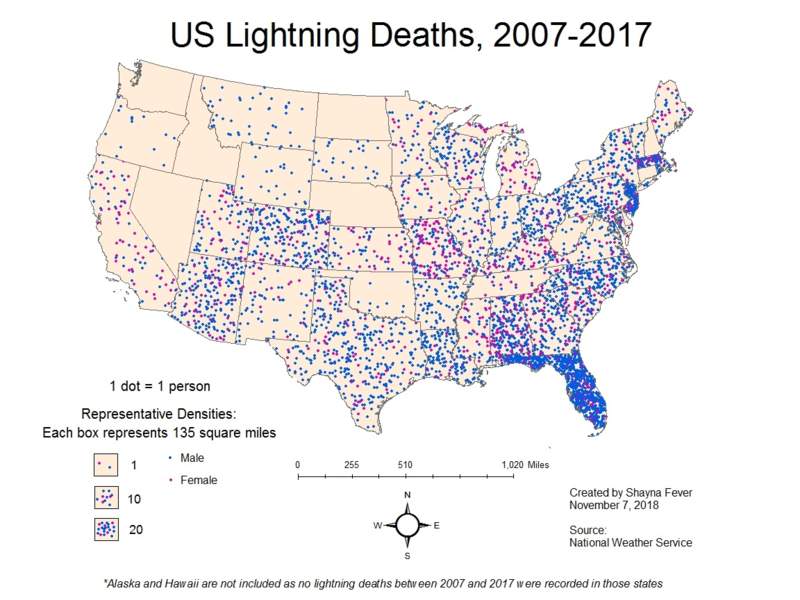 US Lightning Deaths, 2007-2017
1 dot = 1 person
Representative Densities:
Each box represents 135 square miles
1
10
20
Male
Female
0 255 510 1,020 Miles
N
W E
S
Created by Shayna Fever
November 7, 2018
Source:
National Weather Service
*Alaska and Hawaii are not included as no lightning deaths between 2007 and 2017 were recorded in those states